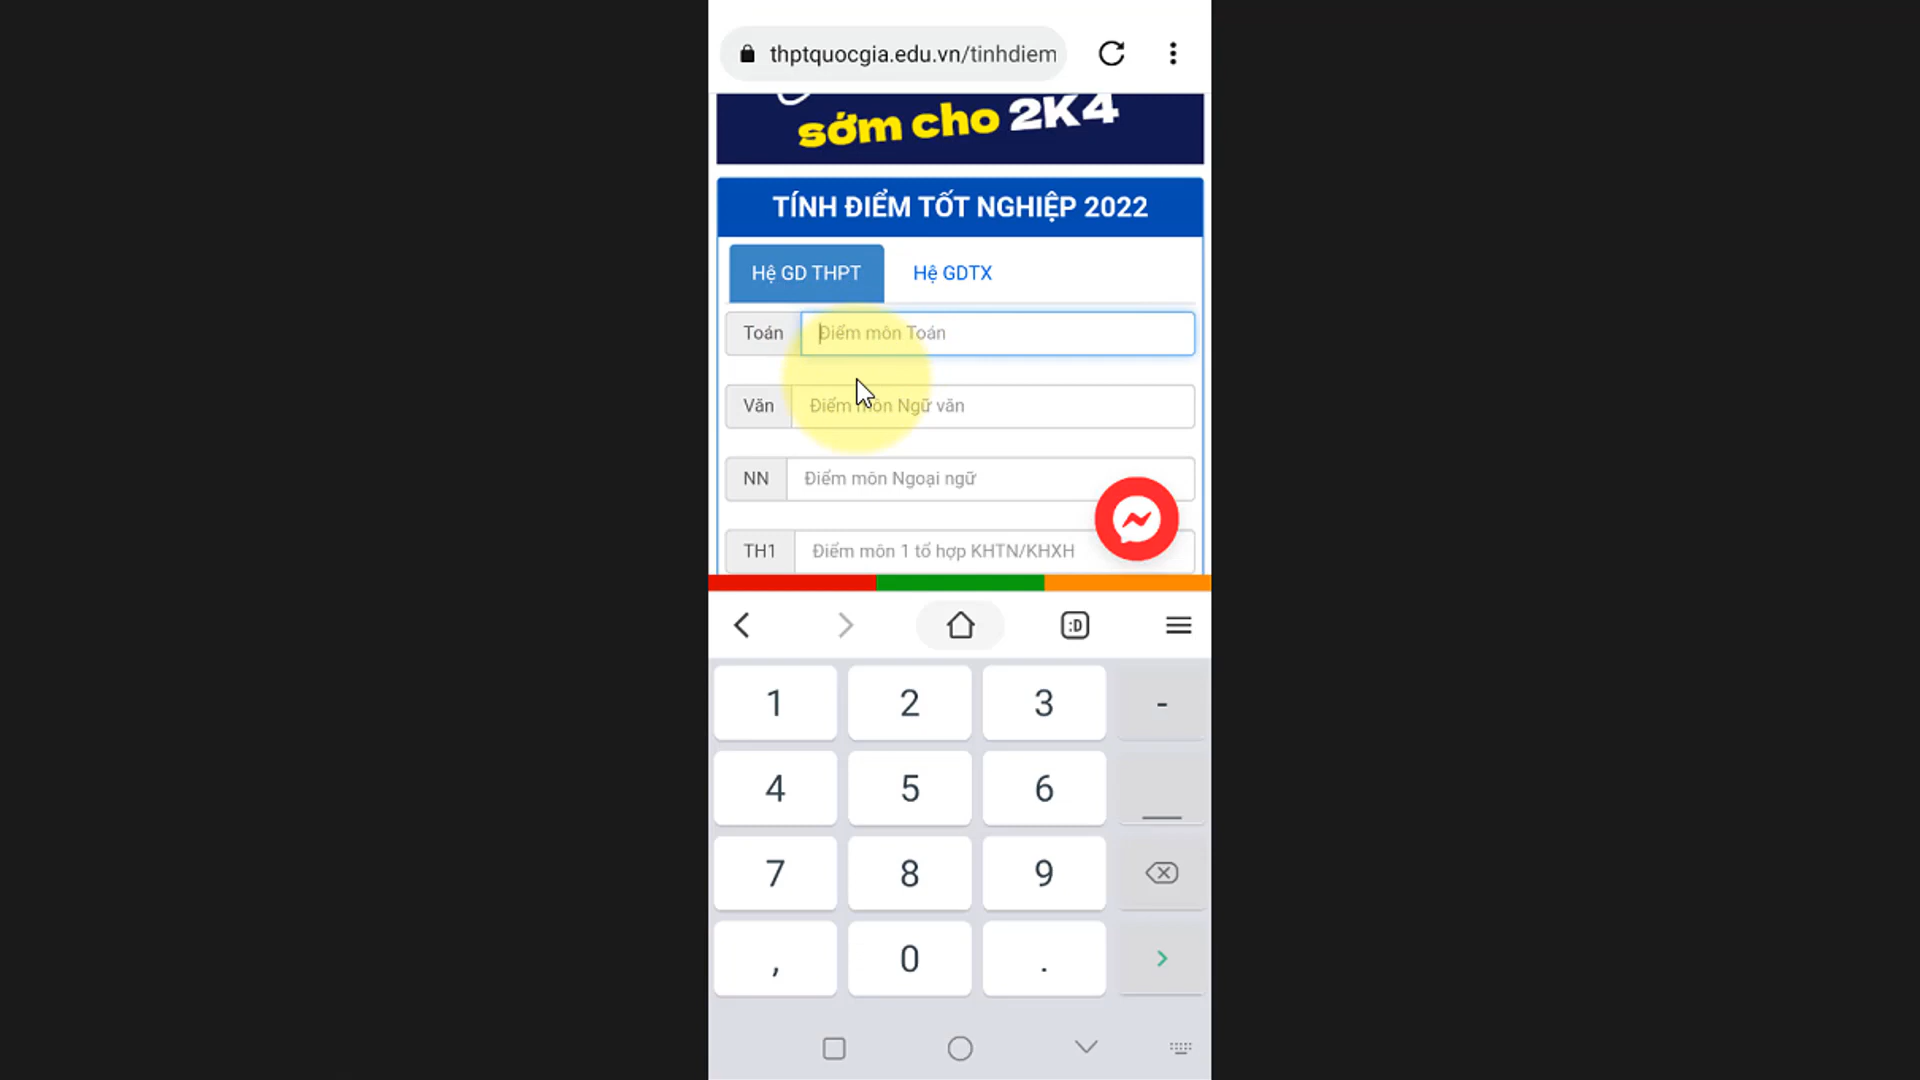 thptquocgia.edu.vn/tinhdiem
sớm cho 2K4
TÍNH ĐIỂM TỐT NGHIỆP 2022
Hệ GD THPT Hệ GDTX
Toán Điểm môn Toán
Văn Điểm môn Ngữ văn
NN Điểm môn Ngoại ngữ
TH1 Điểm môn 1 tổ hợp KHTN/KHXH
:D
1 2 3 -
4 5 6
7 8 9
, 0 .